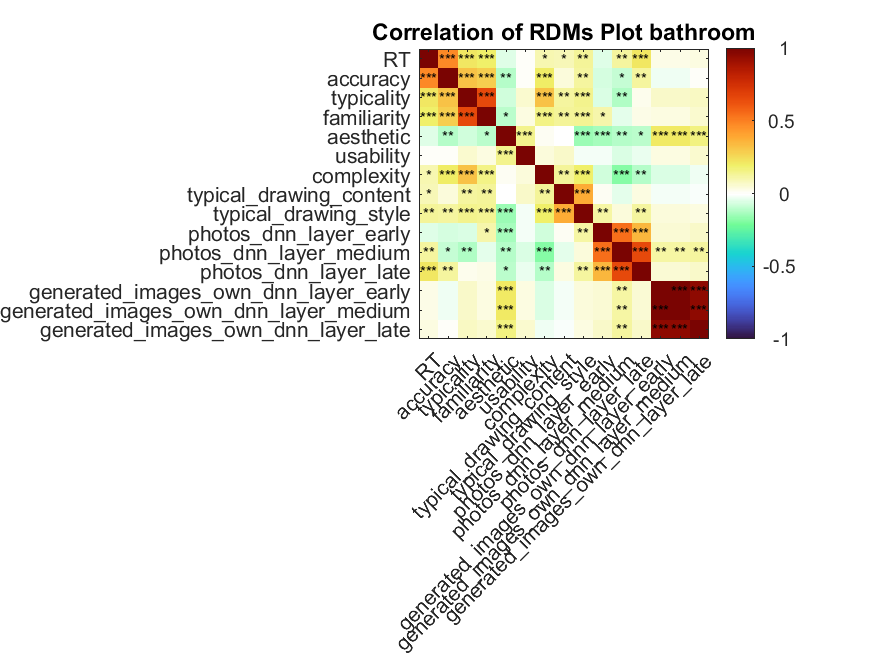 Correlation of RDMs Plot bathroom
RT
accuracy
typicality
familiarity
aesthetic
usability
complexity
typical_drawing_content
typical_drawing_style
photos_dnn_layer_early
photos_dnn_layer_medium
photos_dnn_layer_late
generated_images_own_dnn_layer_early
generated_images_own_dnn_layer_medium
generated_images_own_dnn_layer_late
RT
accuracy
typicality
familiarity
aesthetic
usability
complexity
typical_drawing_content
typical_drawing_style
photos_dnn_layer_early
photos_dnn_layer_medium
photos_dnn_layer_late
generated_images_own_dnn_layer_early
generated_images_own_dnn_layer_medium
generated_images_own_dnn_layer_late
1
0.5
0
-0.5
-1